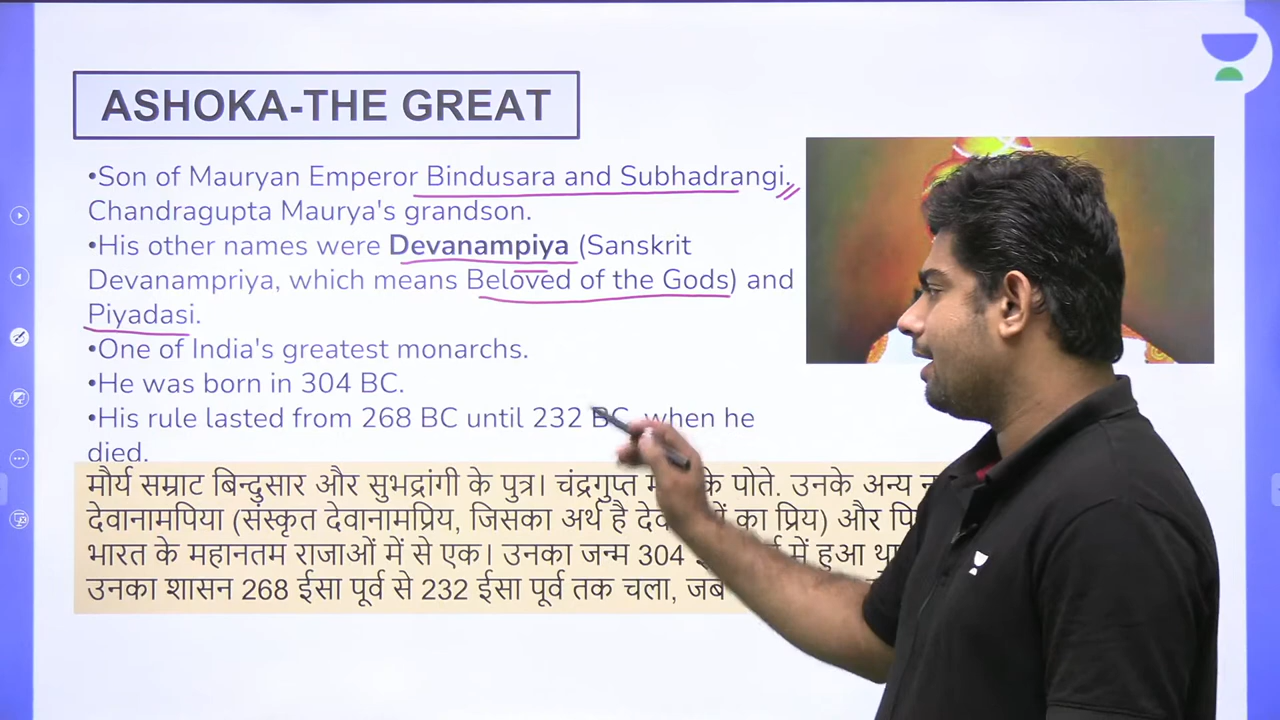 ASHOKA-THE GREAT
•Son of Mauryan Emperor Bindusara and Subhadrangi.
Chandragupta Maurya's grandson.
•His other names were Devanampiya (Sanskrit
Devanampriya, which means Beloved of the Gods) and
Piyadasi.
•One of India's greatest monarchs.
•He was born in 304 BC.
•His rule lasted from 268 BC until 232 BC, when he
died.
मौर्य सम्राट बिन्दुसार और सुभद्रांगी के पुत्र। चंद्रगुप्त के पोते. उनके अन्य
देवानामपिया (संस्कृत देवानामप्रिय, जिसका अर्थ है का प्रिय) और
भारत के महानतम राजाओं में से एक। उनका जन्म 304 में हुआ
उनका शासन 268 ईसा पूर्व से 232 ईसा पूर्व तक चला, जब